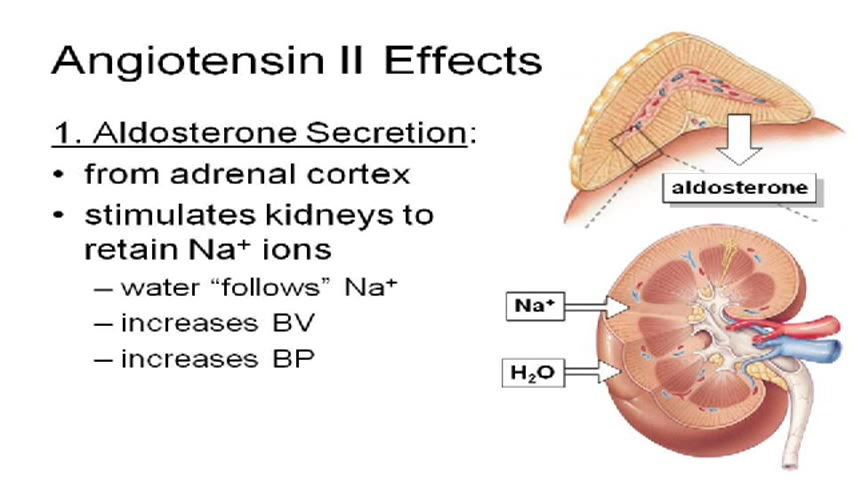 Angiotensin II Effects
1. Aldosterone Secretion:
• from adrenal cortex
• stimulates kidneys to
retain Na⁺ ions
– water “follows” Na⁺
– increases BV
– increases BP
aldosterone
Na⁺
H₂O